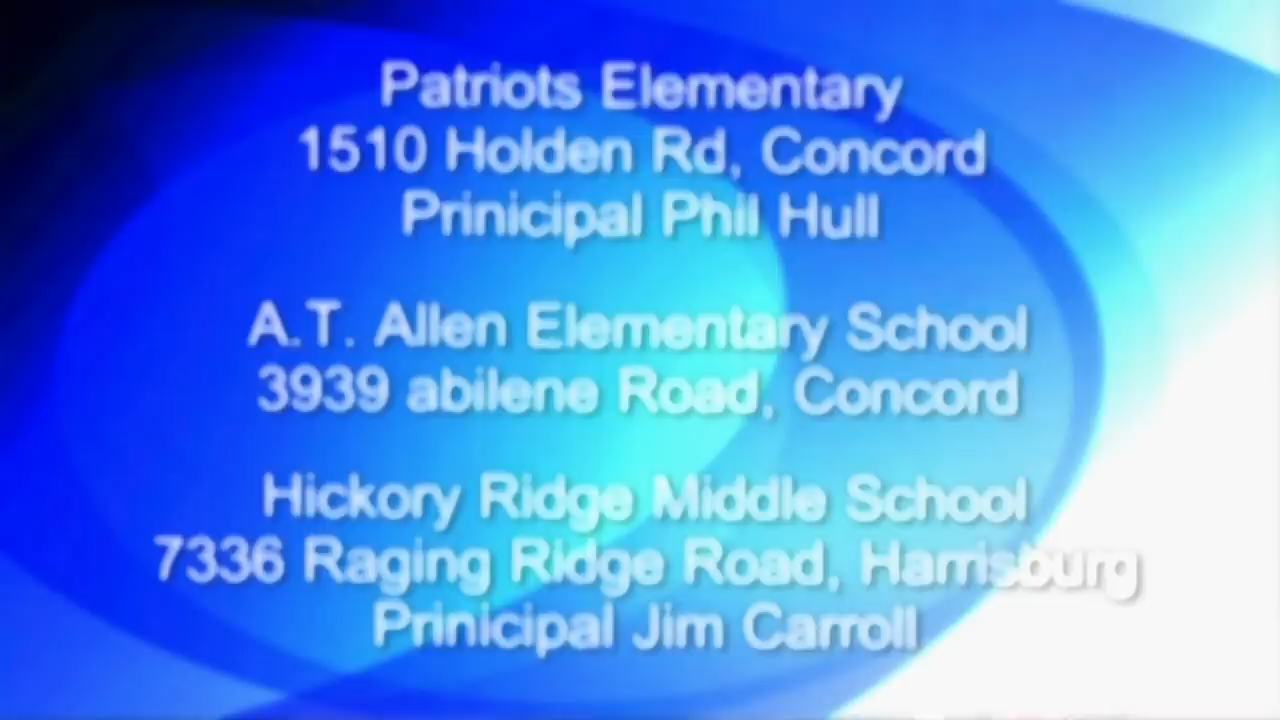 Patriots Elementary
1510 Holden Rd, Concord
Prinicipal Phil Hull
A.T. Allen Elementary School
3939 abilene Road, Concord
Hickory Ridge Middle School
7336 Raging Ridge Road, Harrisburg
Prinicipal Jim Carroll